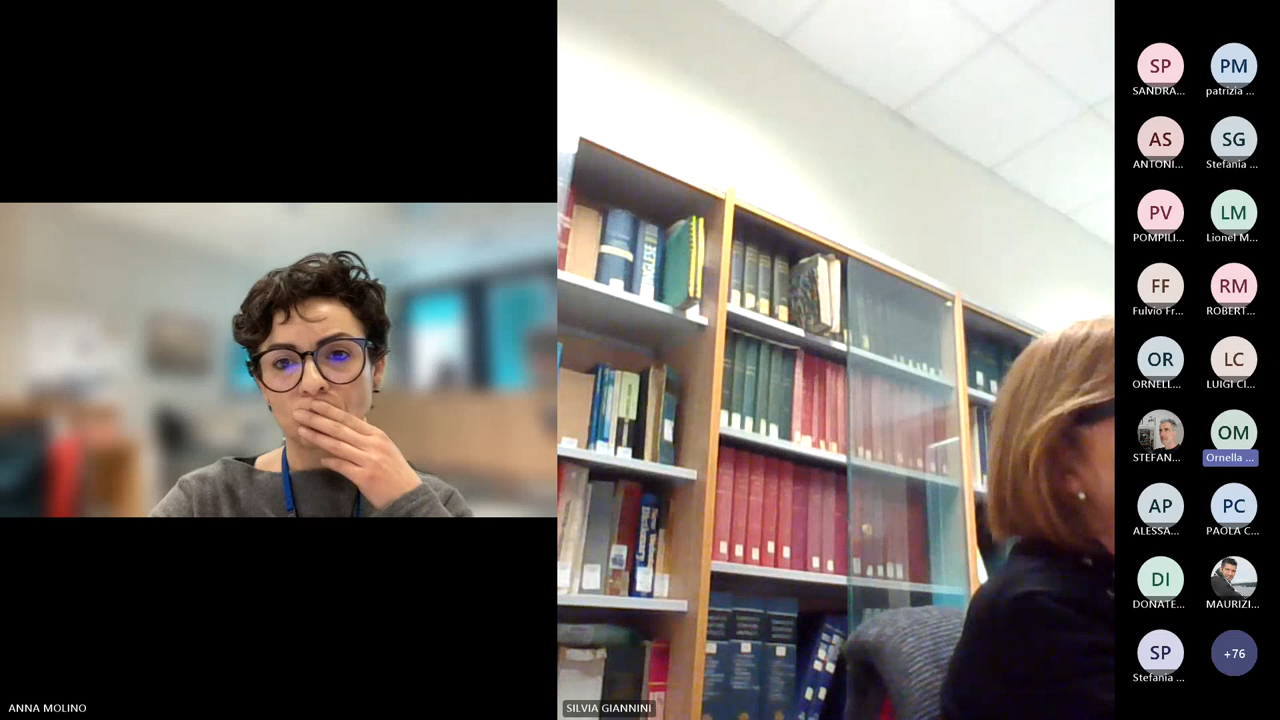 ANNA MOLINO
INGLESE
SILVIA GIANNINI
SP
SANDRA...
PM
patrizia ...
AS
ANTONI...
SG
Stefania ...
PV
POMPILI...
LM
Lionel M...
FF
Fulvio Fr...
RM
ROBERT...
OR
ORNELL...
LC
LUIGI CI...
STEFAN...
OM
Ornella ...
AP
ALESSA...
PC
PAOLA C...
DI
DONATE...
MAURIZI...
SP
Stefania ...
+76